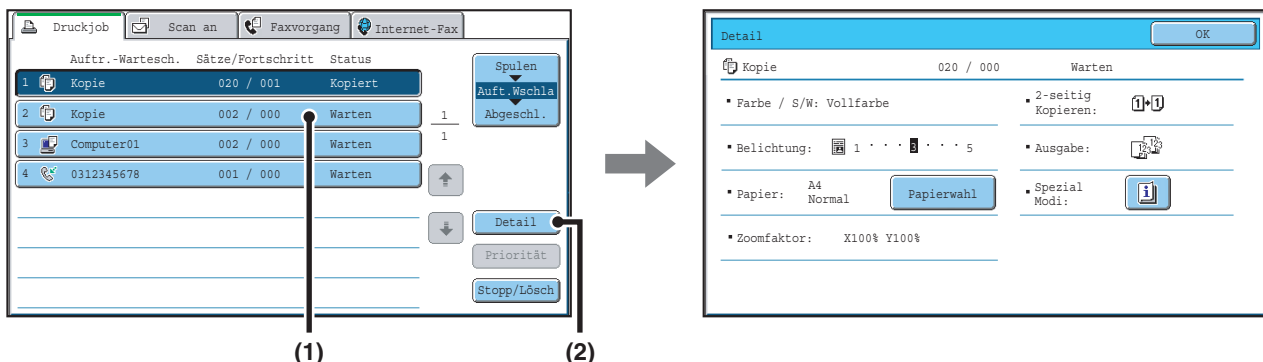 Druckjob Scan an Faxvorgang Internet-Fax
Auftr.-Wartesch. Sätze/Fortschritt Status
1 Kopie 020 / 001 Kopiert
2 Kopie 002 / 000 Warten
3 Computer01 002 / 000 Warten
4 0312345678 001 / 000 Warten
1
1
Spulen
Auft.Wschla
Abgeschl.
Detail
Priorität
Stopp/Lösch
(1) (2)
Detail OK
Kopie 020 / 000 Warten
▪ Farbe / S/W: Vollfarbe
▪ 2-seitig
Kopieren:
▪ Belichtung: 1 · · · 3 · · · 5
▪ Ausgabe:
▪ Papier: A4
Normal
Papierwahl
▪ Spezial
Modi:
▪ Zoomfaktor: X100% Y100%